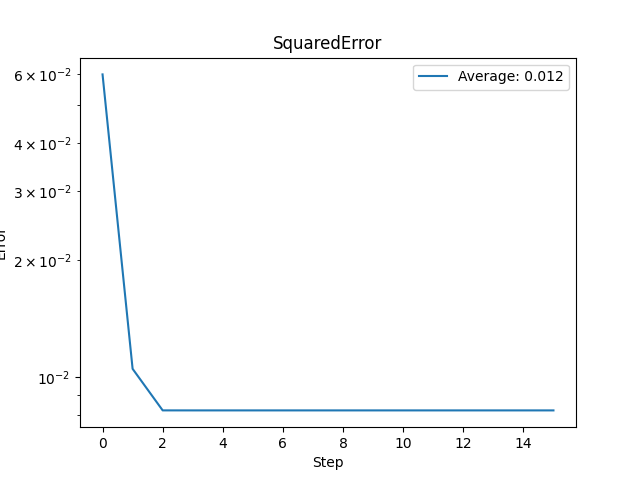 SquaredError
Average: 0.012
6 × 10⁻²
4 × 10⁻²
3 × 10⁻²
2 × 10⁻²
10⁻²
Error
0 2 4 6 8 10 12 14
Step